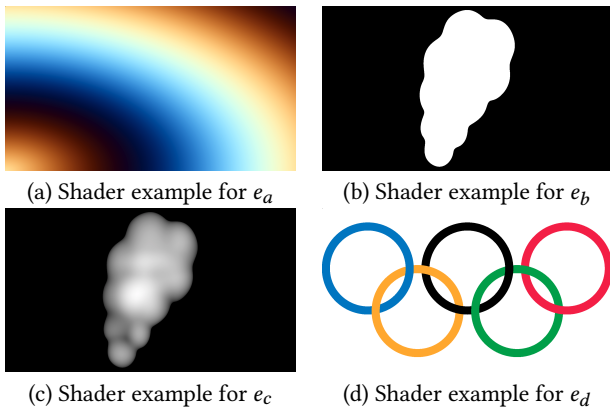 (a) Shader example for e_a
(b) Shader example for e_b
(c) Shader example for e_c
(d) Shader example for e_d